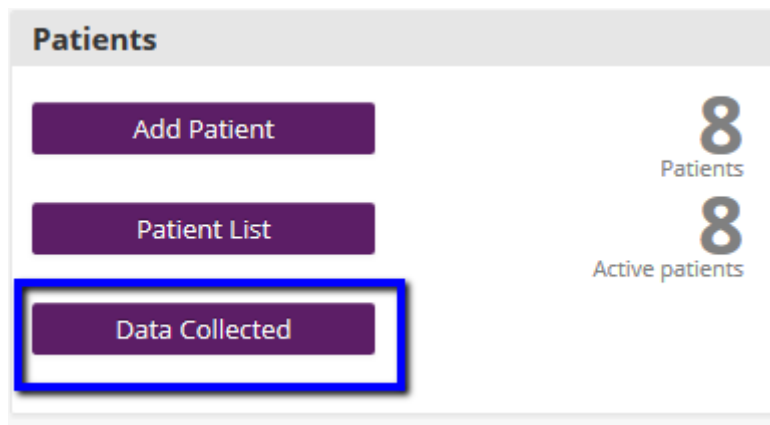 Patients
Add Patient
8
Patients
Patient List
8
Active patients
Data Collected